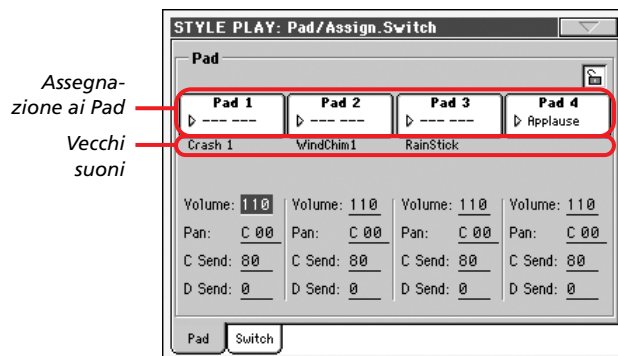 STYLE PLAY: Pad/Assign.Switch
Pad
Assegna-
zione ai Pad
Pad 1 Pad 2 Pad 3 Pad 4
--- --- --- --- --- --- Applause
Vecchi
suoni
Crash 1 WindChim1 RainStick
Volume: 110 Volume: 110 Volume: 110 Volume: 110
Pan: C 00 Pan: C 00 Pan: C 00 Pan: C 00
C Send: 80 C Send: 80 C Send: 80 C Send: 80
D Send: 0 D Send: 0 D Send: 0 D Send: 0
Pad Switch